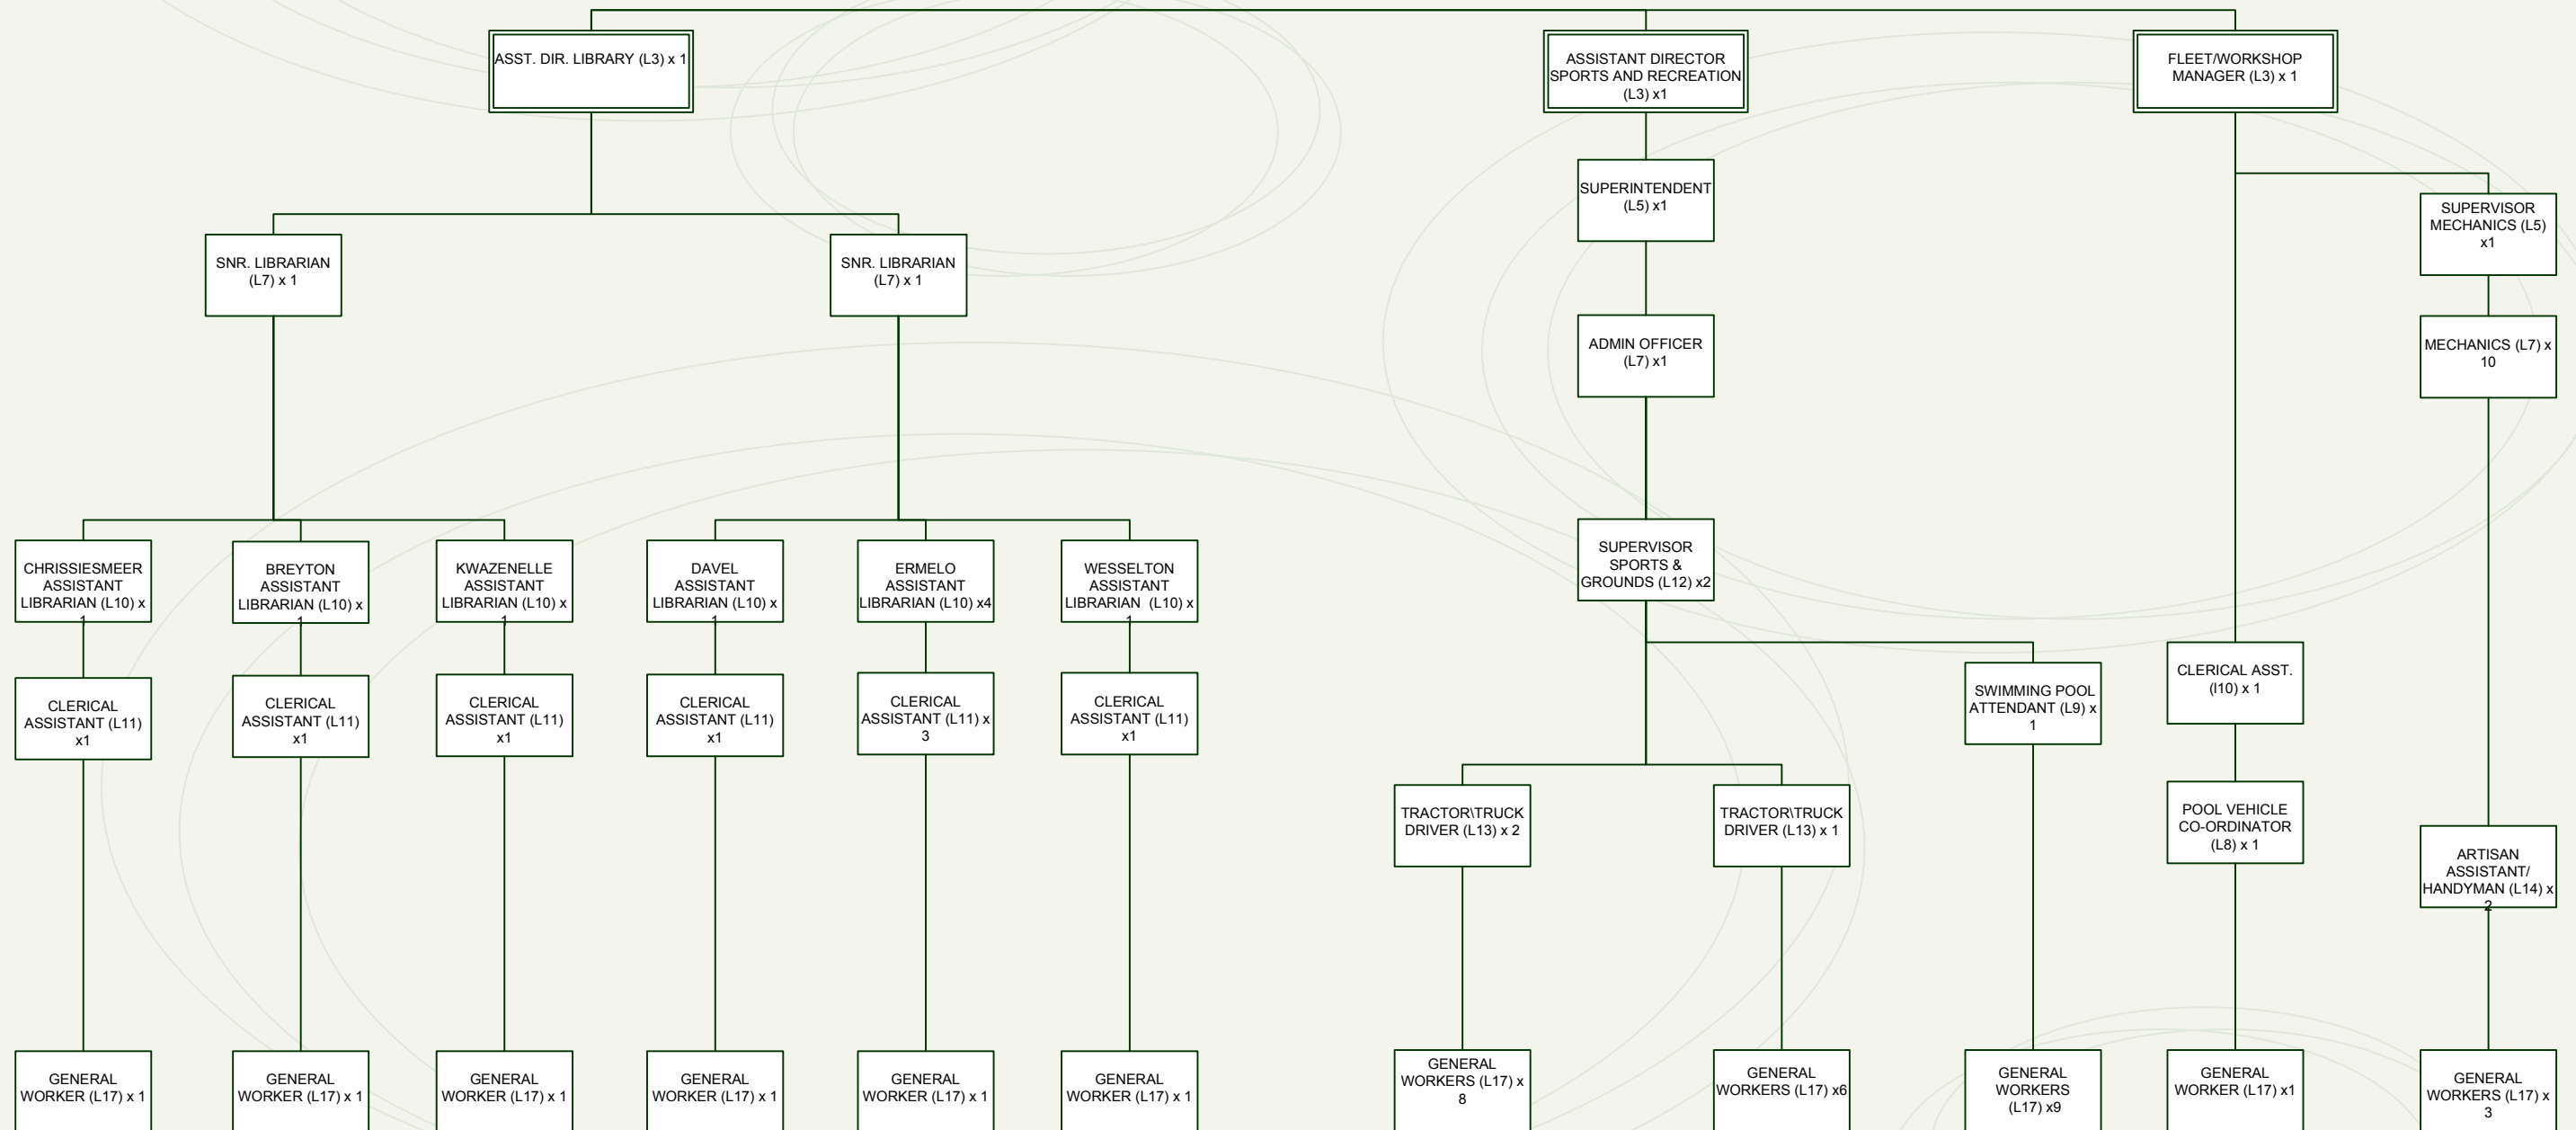 ASST. DIR. LIBRARY (L3) x 1
ASSISTANT DIRECTOR
SPORTS AND RECREATION
(L3) x1
FLEET/WORKSHOP
MANAGER (L3) x 1
SUPERINTENDENT
(L5) x1
SUPERVISOR
MECHANICS (L5)
x1
SNR. LIBRARIAN
(L7) x 1
SNR. LIBRARIAN
(L7) x 1
ADMIN OFFICER
(L7) x1
MECHANICS (L7) x
10
CHRISSIESMEER
ASSISTANT
LIBRARIAN (L10) x
1
BREYTON
ASSISTANT
LIBRARIAN (L10) x
1
KWAZENELLE
ASSISTANT
LIBRARIAN (L10) x
1
DAVEL
ASSISTANT
LIBRARIAN (L10) x
1
ERMELO
ASSISTANT
LIBRARIAN (L10) x4
WESSELTON
ASSISTANT
LIBRARIAN  (L10) x
1
SUPERVISOR
SPORTS &
GROUNDS (L12) x2
CLERICAL
ASSISTANT (L11)
x1
CLERICAL
ASSISTANT (L11)
x1
CLERICAL
ASSISTANT (L11)
x1
CLERICAL
ASSISTANT (L11)
x1
CLERICAL
ASSISTANT (L11) x
3
CLERICAL
ASSISTANT (L11)
x1
SWIMMING POOL
ATTENDANT (L9) x
1
CLERICAL ASST.
(l10) x 1
TRACTOR\TRUCK
DRIVER (L13) x 2
TRACTOR\TRUCK
DRIVER (L13) x 1
POOL VEHICLE
CO-ORDINATOR
(L8) x 1
ARTISAN
ASSISTANT/
HANDYMAN (L14) x
2
GENERAL
WORKER (L17) x 1
GENERAL
WORKER (L17) x 1
GENERAL
WORKER (L17) x 1
GENERAL
WORKER (L17) x 1
GENERAL
WORKER (L17) x 1
GENERAL
WORKER (L17) x 1
GENERAL
WORKERS (L17) x
8
GENERAL
WORKERS (L17) x6
GENERAL
WORKERS
(L17) x9
GENERAL
WORKER (L17) x1
GENERAL
WORKERS (L17) x
3